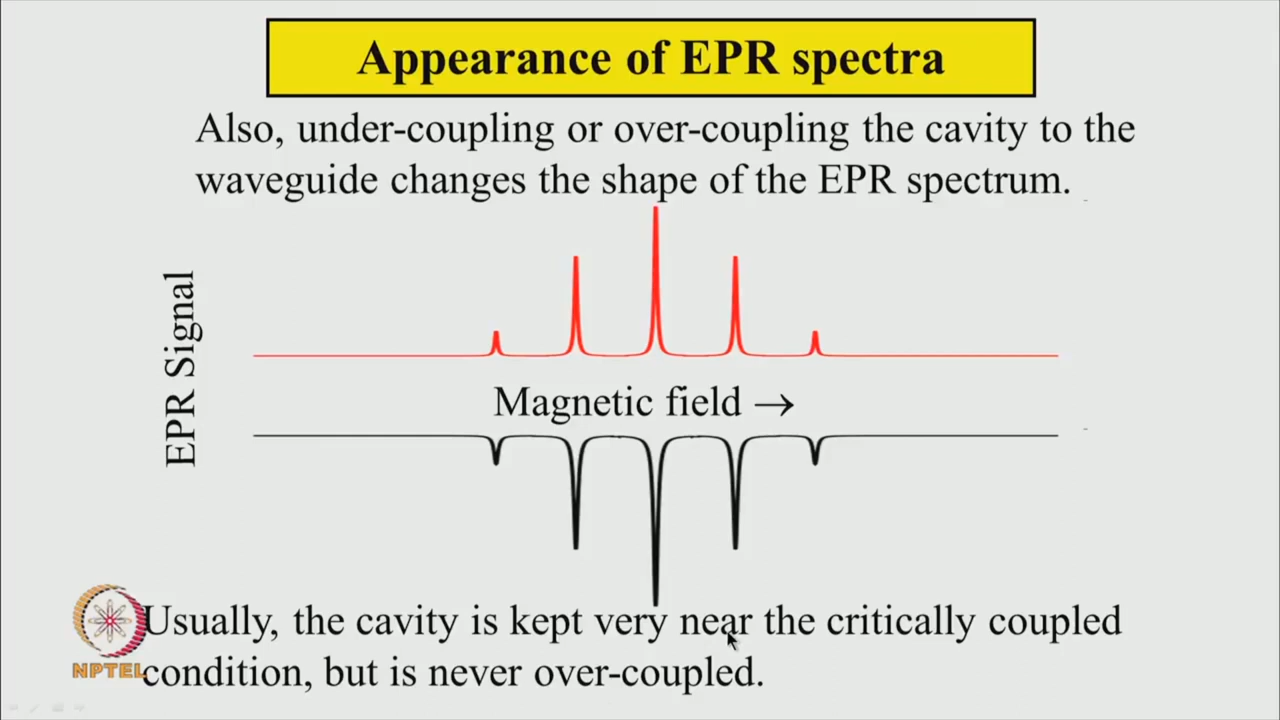 Appearance of EPR spectra
Also, under-coupling or over-coupling the cavity to the
waveguide changes the shape of the EPR spectrum.
EPR Signal
Magnetic field →
Usually, the cavity is kept very near the critically coupled
condition, but is never over-coupled.
NPTEL